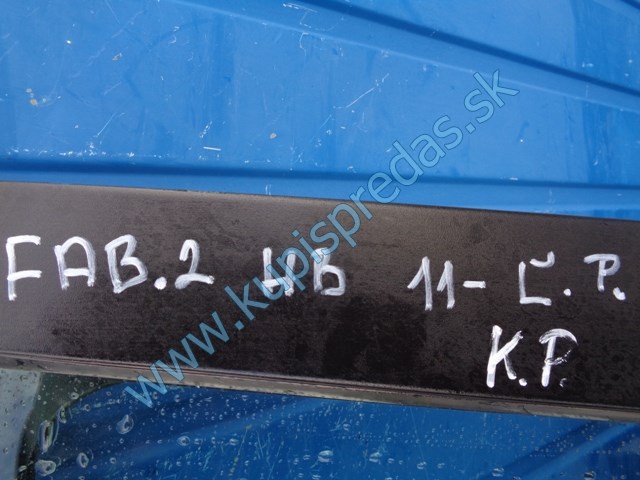 FAB.2 HB 11- Ľ.P.
K.P.
www.kupispredas.sk